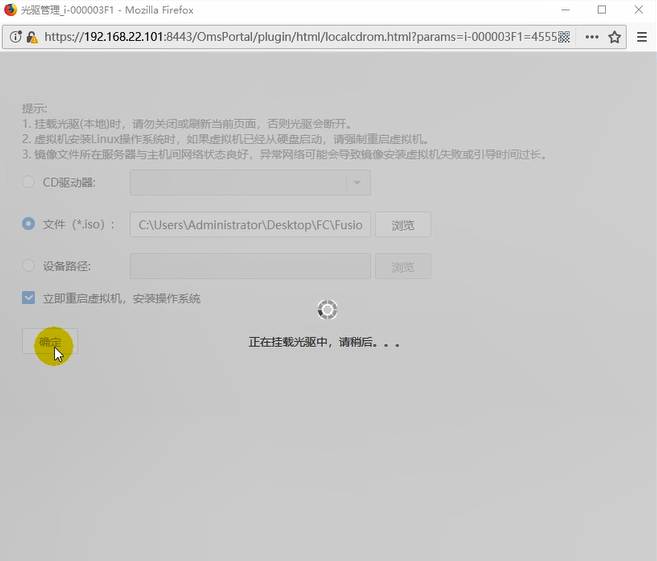 光驱管理_i-000003F1 - Mozilla Firefox
https://192.168.22.101:8443/OmsPortal/plugin/html/localcdrom.html?params=i-000003F1=4555
提示:
1. 挂载光驱(本地)时，请勿关闭或刷新当前页面，否则光驱会断开。
2. 虚拟机安装Linux操作系统时，如果虚拟机已经从硬盘启动，请强制重启虚拟机。
3. 镜像文件所在服务器与主机间网络状态良好，异常网络可能会导致镜像安装虚拟机失败或引导时间过长。
CD驱动器:
文件（*.iso）: C:\Users\Administrator\Desktop\FC\Fusio 浏览
设备路径: 浏览
立即重启虚拟机，安装操作系统
确定
正在挂载光驱中，请稍后。。。